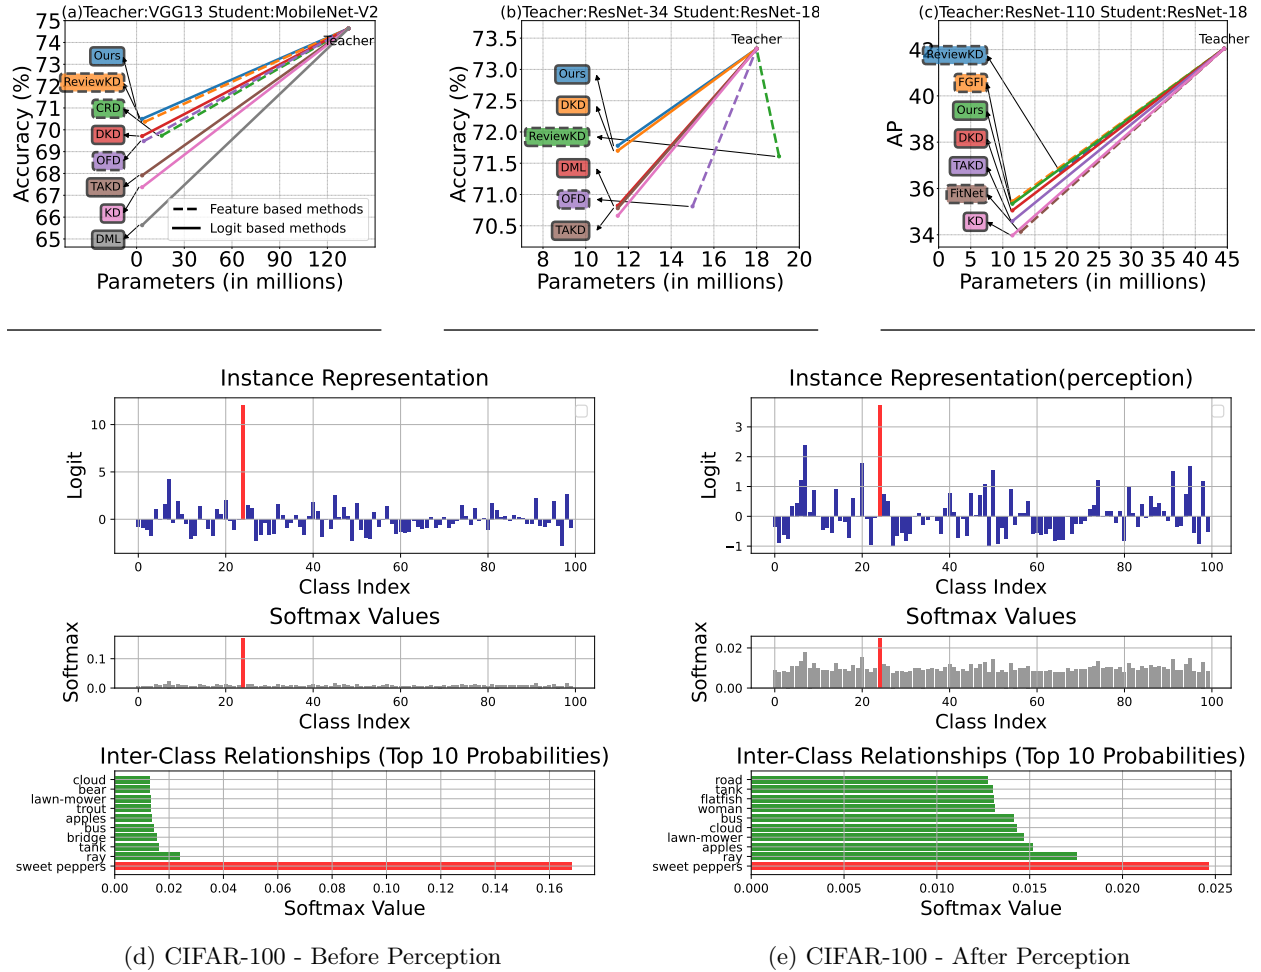 (a)Teacher:VGG13 Student:MobileNet-V2
75
74
73
72
71
70
69
68
67
66
65
Accuracy (%)
Teacher
Ours
ReviewKD
CRD
DKD
OFD
TAKD
KD
DML
Feature based methods
Logit based methods
0 30 60 90 120
Parameters (in millions)
(b)Teacher:ResNet-34 Student:ResNet-18
73.5
73.0
72.5
72.0
71.5
71.0
70.5
Accuracy (%)
Teacher
Ours
DKD
ReviewKD
DML
OFD
TAKD
8 10 12 14 16 18 20
Parameters (in millions)
(c)Teacher:ResNet-110 Student:ResNet-18
42
40
38
36
34
AP
Teacher
ReviewKD
FGFI
Ours
DKD
TAKD
FitNet
KD
0 5 10 15 20 25 30 35 40 45
Parameters (in millions)
Instance Representation
10
5
0
Logit
0 20 40 60 80 100
Class Index
Softmax Values
0.1
0.0
Softmax
0 20 40 60 80 100
Class Index
Inter-Class Relationships (Top 10 Probabilities)
cloud
bear
lawn-mower
trout
apples
bus
bridge
tank
ray
sweet peppers
0.00 0.02 0.04 0.06 0.08 0.10 0.12 0.14 0.16
Softmax Value
(d) CIFAR-100 - Before Perception
Instance Representation(perception)
3
2
1
0
−1
Logit
0 20 40 60 80 100
Class Index
Softmax Values
0.02
0.00
Softmax
0 20 40 60 80 100
Class Index
Inter-Class Relationships (Top 10 Probabilities)
road
tank
flatfish
woman
bus
cloud
lawn-mower
apples
ray
sweet peppers
0.000 0.005 0.010 0.015 0.020 0.025
Softmax Value
(e) CIFAR-100 - After Perception